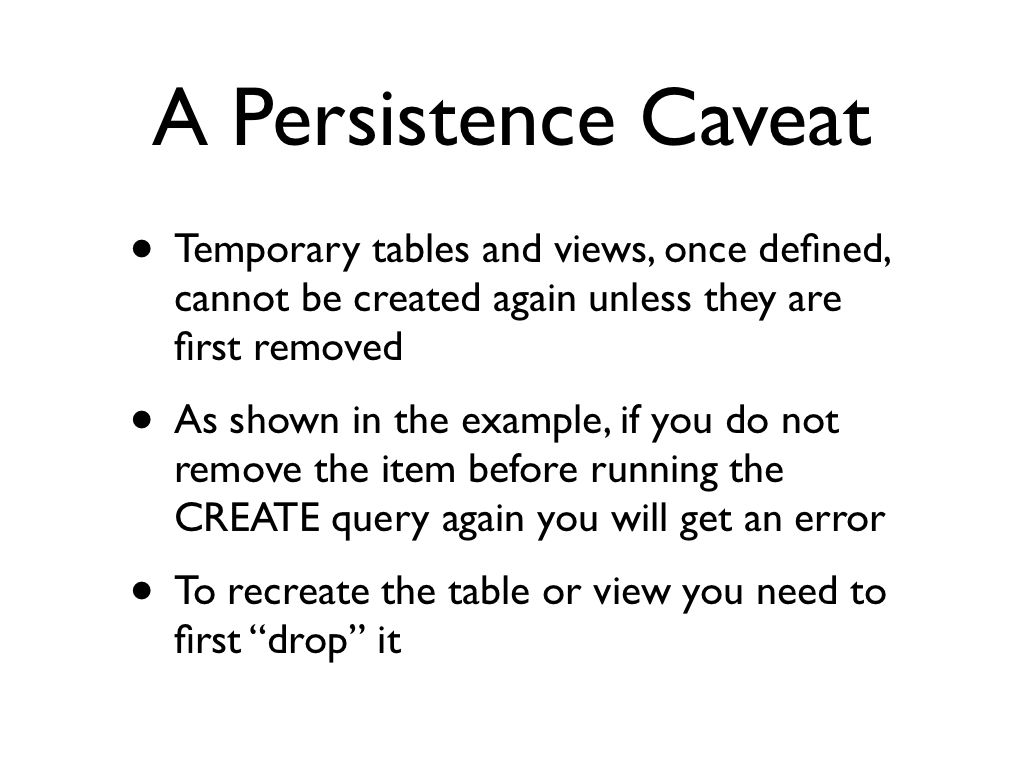 A Persistence Caveat
• Temporary tables and views, once defined,
cannot be created again unless they are
first removed
• As shown in the example, if you do not
remove the item before running the
CREATE query again you will get an error
• To recreate the table or view you need to
first “drop” it